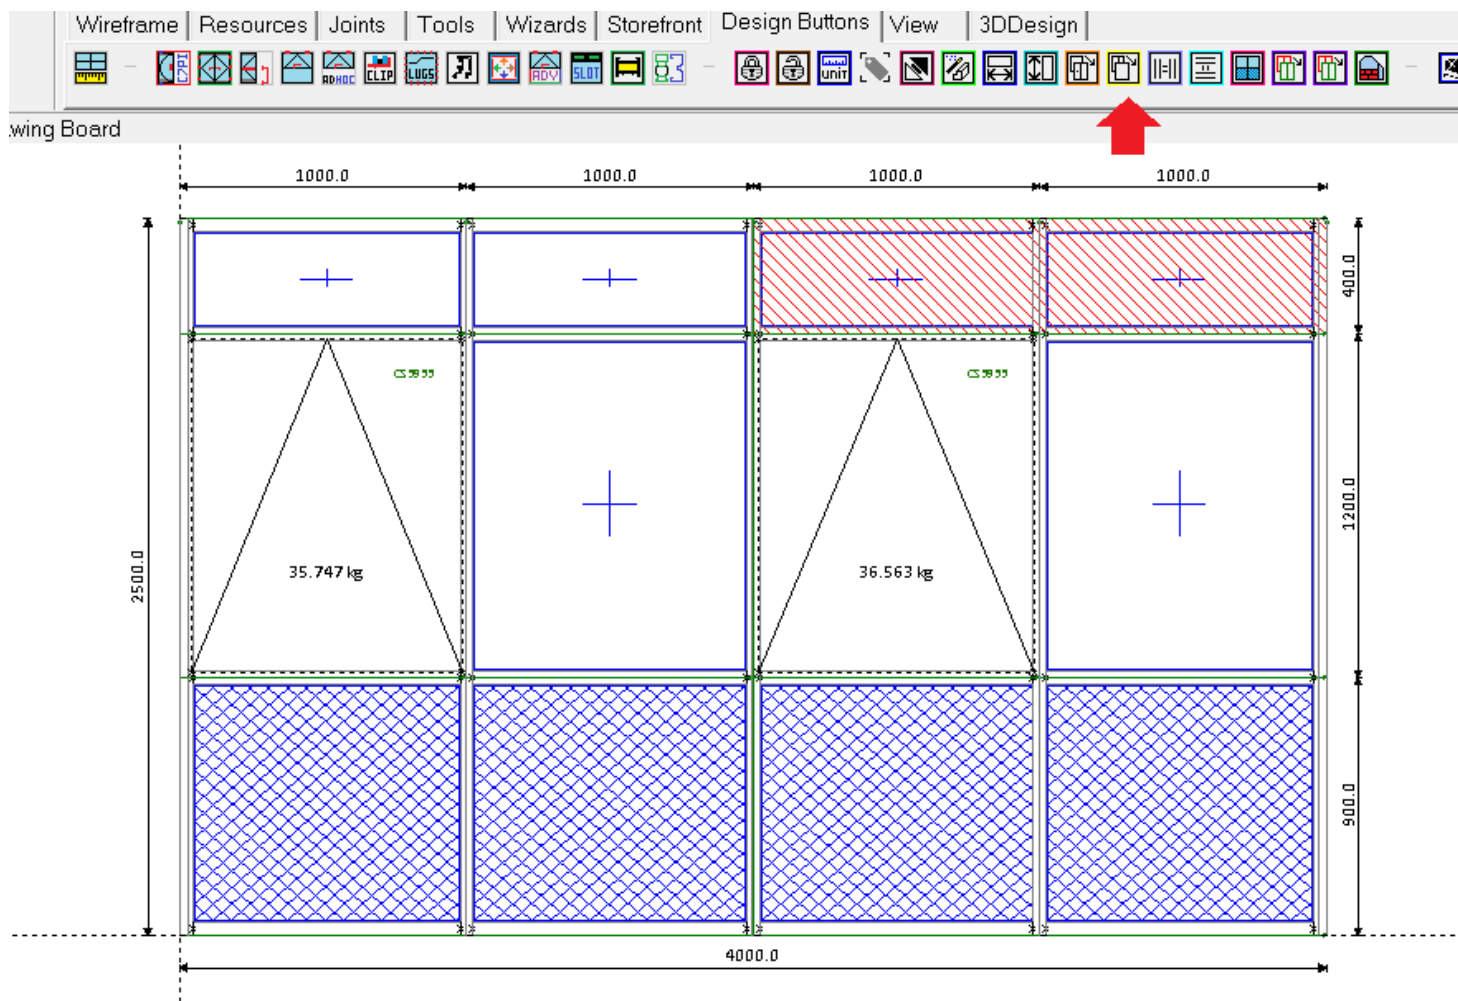 Wireframe Resources Joints Tools Wizards Storefront Design Buttons View 3DDesign
ADHOC CLIP LUGS ADV SLOT unit
wing Board
1000.0 1000.0 1000.0 1000.0
400.0
CS5955 CS5955
1200.0
2500.0
35.747 kg 36.563 kg
900.0
4000.0